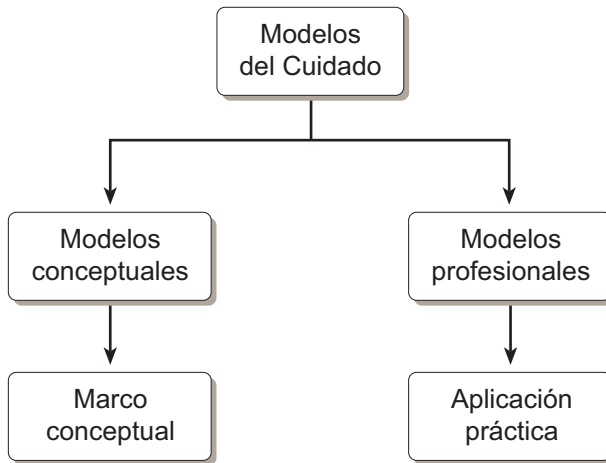 Modelos
del Cuidado
Modelos
conceptuales
Modelos
profesionales
Marco
conceptual
Aplicación
práctica